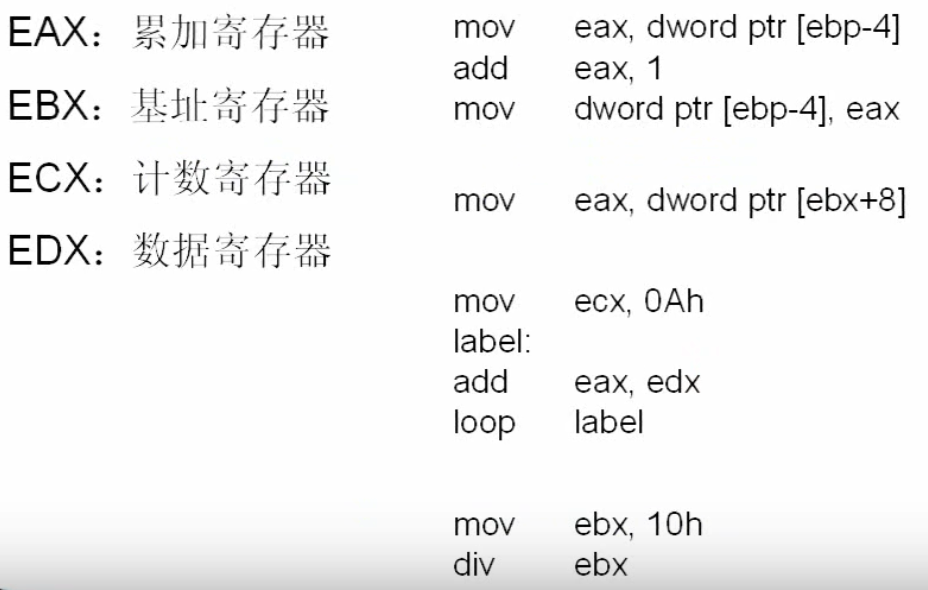 EAX：累加寄存器
EBX：基址寄存器
ECX：计数寄存器
EDX：数据寄存器
mov eax, dword ptr [ebp-4]
add eax, 1
mov dword ptr [ebp-4], eax
mov eax, dword ptr [ebx+8]
mov ecx, 0Ah
label:
add eax, edx
loop label
mov ebx, 10h
div ebx